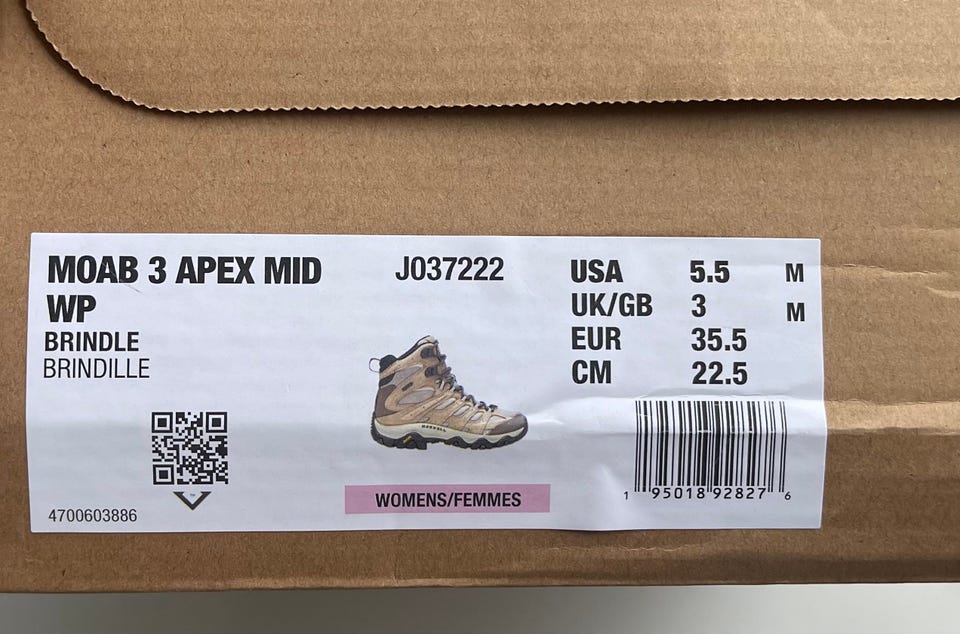 MOAB 3 APEX MID
WP
BRINDLE
BRINDILLE
J037222
USA 5.5 M
UK/GB 3 M
EUR 35.5
CM 22.5
MERRELL
WOMENS/FEMMES
4700603886
1 95018 92827 6